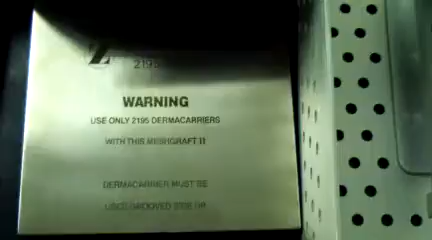 Z
2195
WARNING
USE ONLY 2195 DERMACARRIERS
WITH THIS MESHGRAFT II
DERMACARRIER MUST BE
USED GROOVED SIDE UP